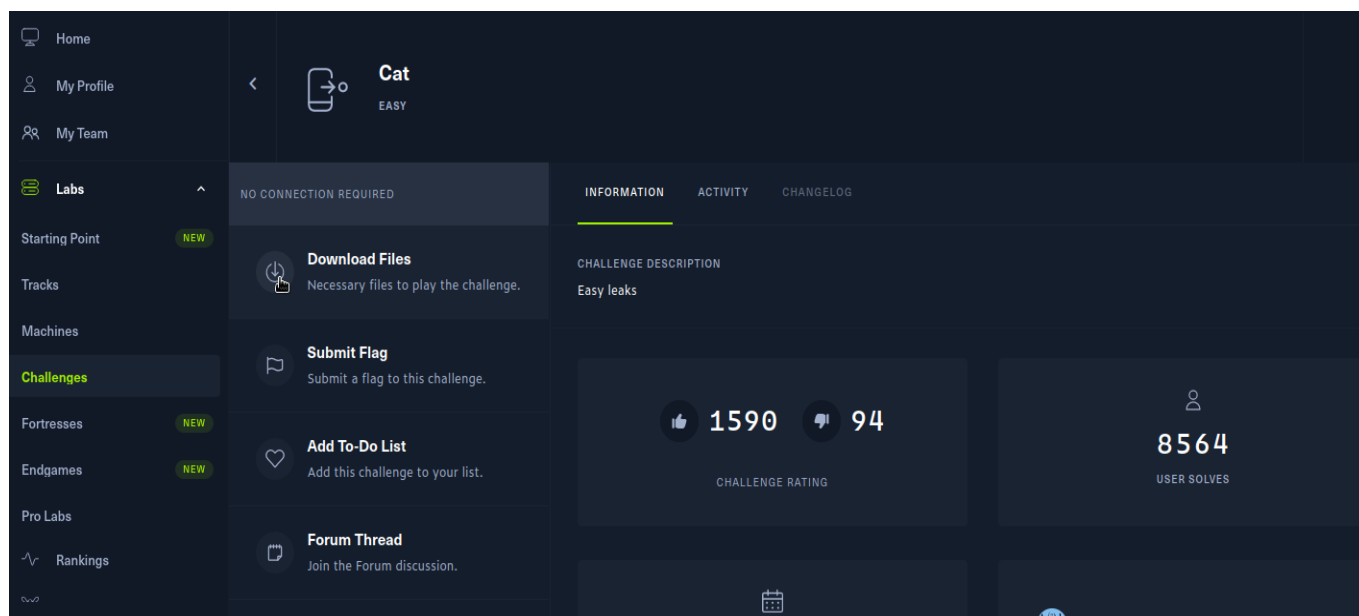 Home
My Profile
My Team
Labs
Starting Point NEW
Tracks
Machines
Challenges
Fortresses NEW
Endgames NEW
Pro Labs
Rankings
Cat
EASY
NO CONNECTION REQUIRED
Download Files
Necessary files to play the challenge.
Submit Flag
Submit a flag to this challenge.
Add To-Do List
Add this challenge to your list.
Forum Thread
Join the Forum discussion.
INFORMATION ACTIVITY CHANGELOG
CHALLENGE DESCRIPTION
Easy leaks
1590 94
CHALLENGE RATING
8564
USER SOLVES